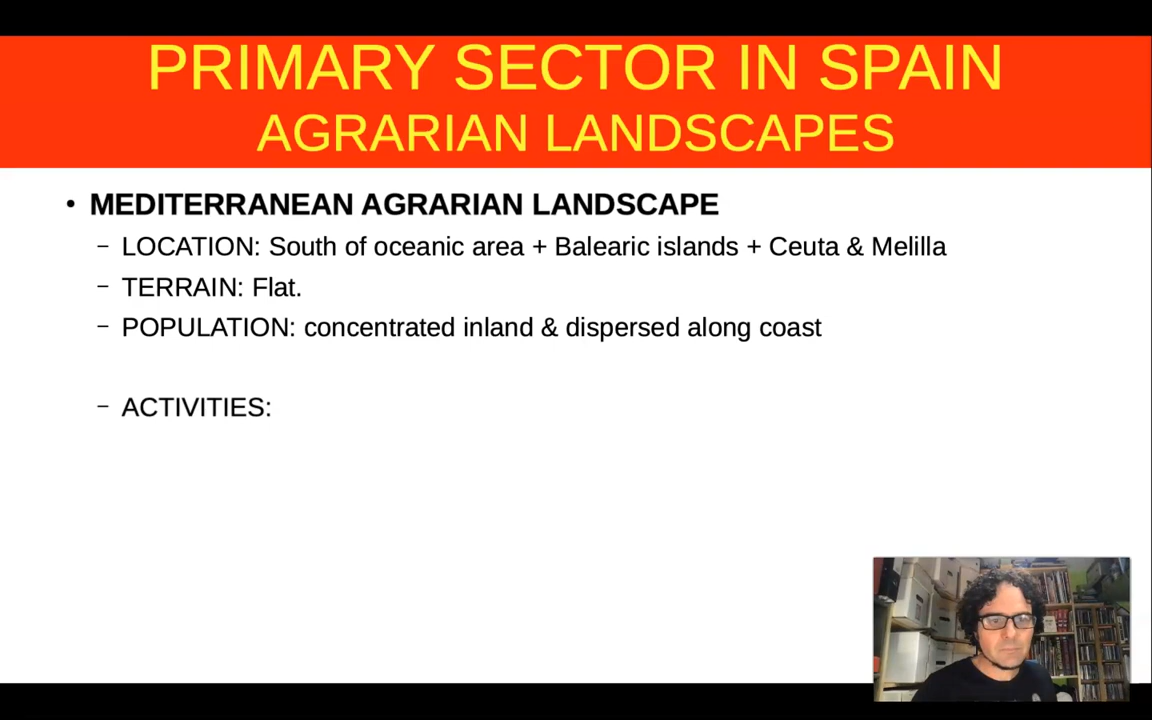 PRIMARY SECTOR IN SPAIN
AGRARIAN LANDSCAPES
• MEDITERRANEAN AGRARIAN LANDSCAPE
– LOCATION: South of oceanic area + Balearic islands + Ceuta & Melilla
– TERRAIN: Flat.
– POPULATION: concentrated inland & dispersed along coast
– ACTIVITIES: